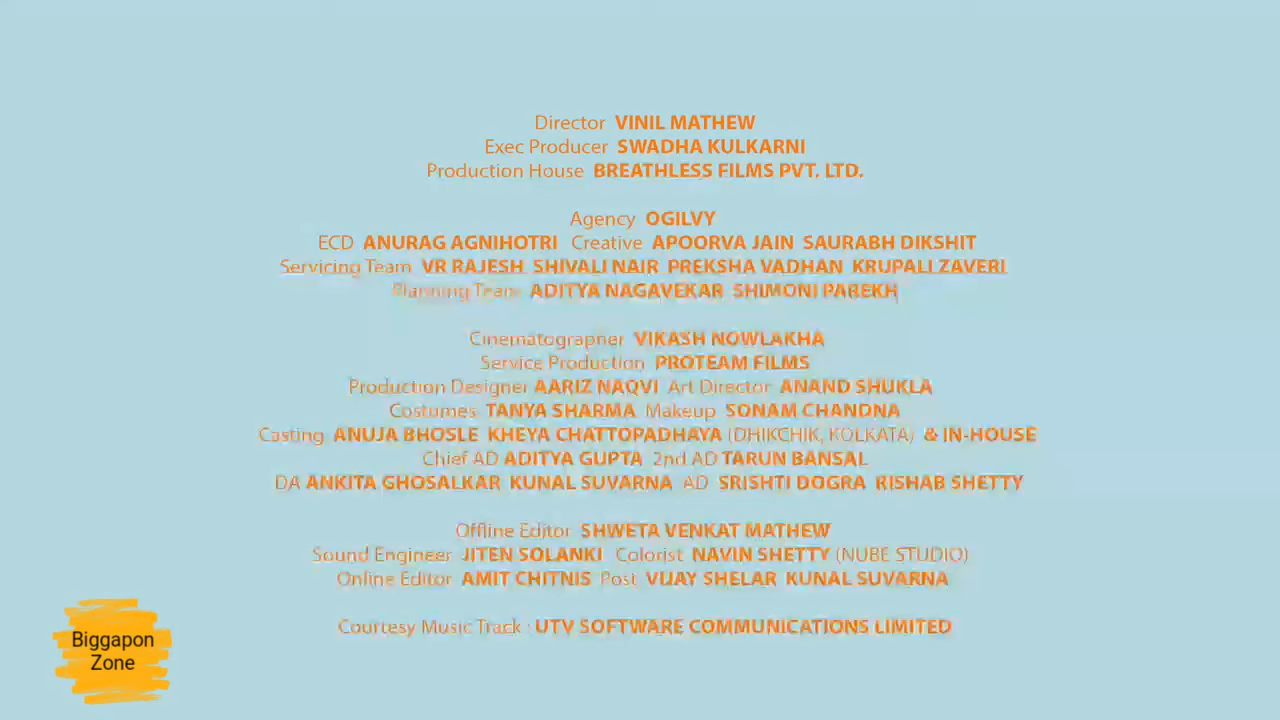 Director VINIL MATHEW
Exec Producer SWADHA KULKARNI
Production House BREATHLESS FILMS PVT. LTD.
Agency OGILVY
ECD ANURAG AGNIHOTRI Creative APOORVA JAIN SAURABH DIKSHIT
Servicing Team VR RAJESH SHIVALI NAIR PREKSHA VADHAN KRUPALI ZAVERI
Planning Team ADITYA NAGAVEKAR SHIMONI PAREKH
Cinematographer VIKASH NOWLAKHA
Service Production PROTEAM FILMS
Production Designer AARIZ NAQVI Art Director ANAND SHUKLA
Costumes TANYA SHARMA Makeup SONAM CHANDNA
Casting ANUJA BHOSLE KHEYA CHATTOPADHAYA (DHIKCHIK, KOLKATA) & IN-HOUSE
Chief AD ADITYA GUPTA 2nd AD TARUN BANSAL
DA ANKITA GHOSALKAR KUNAL SUVARNA AD SRISHTI DOGRA RISHAB SHETTY
Offline Editor SHWETA VENKAT MATHEW
Sound Engineer JITEN SOLANKI Colorist NAVIN SHETTY (NUBE STUDIO)
Online Editor AMIT CHITNIS Post VIJAY SHELAR KUNAL SUVARNA
Courtesy Music Track : UTV SOFTWARE COMMUNICATIONS LIMITED
Biggapon
Zone